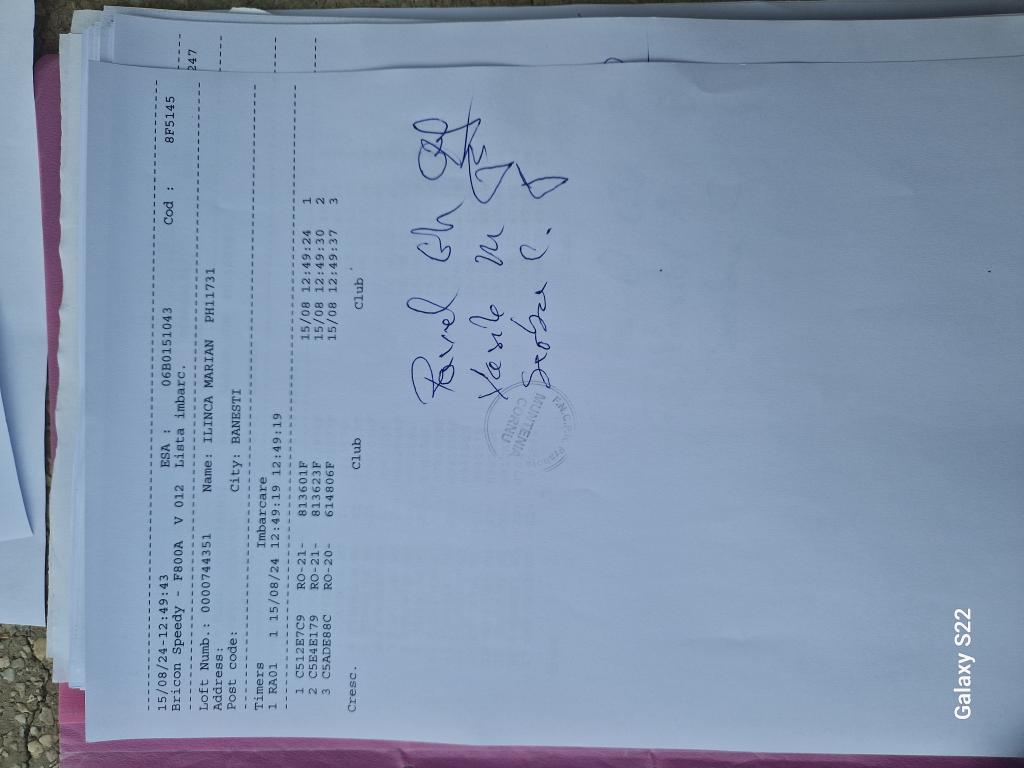 15/08/24-12:49:43 ESA : 06B0151043 Cod : 8F5145
Bricon Speedy - F800A V 012 Lista imbarc.
Loft Numb.: 0000744351 Name: ILINCA MARIAN PH11731
Address:
Post code: City: BANESTI
Timers Imbarcare
1 RA01 1 15/08/24 12:49:19 12:49:19
1 C512E7C9 RO-21- 813601F 15/08 12:49:24 1
2 C5E4E179 RO-21- 813623F 15/08 12:49:30 2
3 C5ADE88C RO-20- 614806F 15/08 12:49:37 3
Cresc. Club Club
Pavel Gh
Vasile M
Serban C.
MUNTENIA
CORNU
247
Galaxy S22